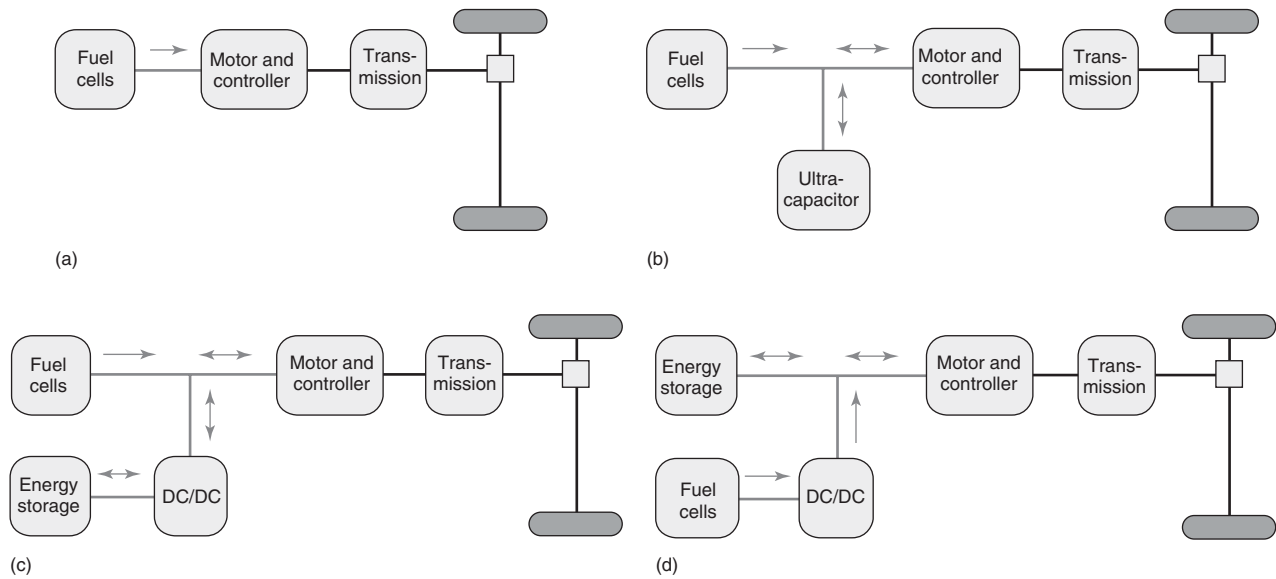 Fuel
cells
Motor and
controller
Trans-
mission
(a)
Fuel
cells
Motor and
controller
Trans-
mission
Ultra-
capacitor
(b)
Fuel
cells
Motor and
controller
Trans-
mission
Energy
storage
DC/DC
(c)
Energy
storage
Motor and
controller
Trans-
mission
Fuel
cells
DC/DC
(d)